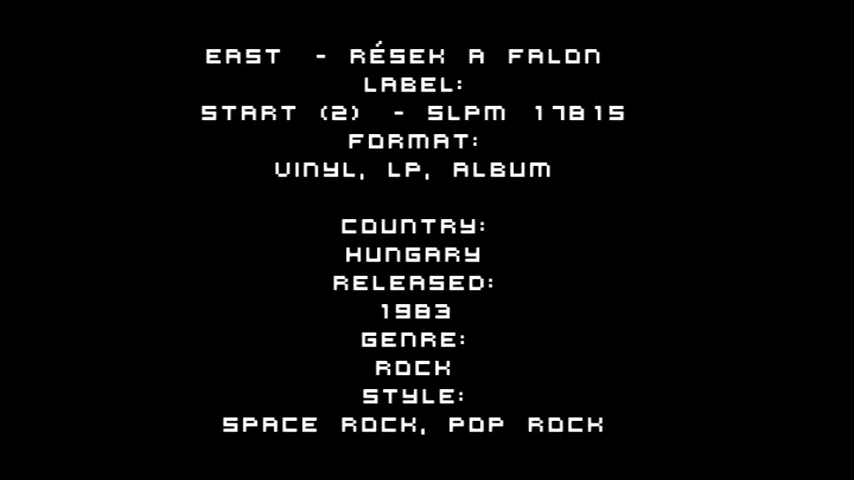 EAST - RÉSEK A FALON
LABEL:
START (2) - SLPM 17815
FORMAT:
VINYL, LP, ALBUM
COUNTRY:
HUNGARY
RELEASED:
1983
GENRE:
ROCK
STYLE:
SPACE ROCK, POP ROCK